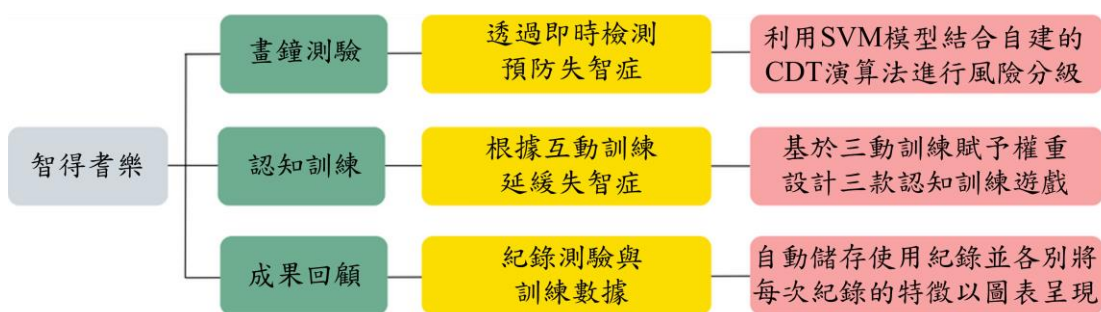 畫鐘測驗
透過即時檢測
預防失智症
利用SVM模型結合自建的
CDT演算法進行風險分級
智得耆樂
認知訓練
根據互動訓練
延緩失智症
基於三動訓練賦予權重
設計三款認知訓練遊戲
成果回顧
紀錄測驗與
訓練數據
自動儲存使用紀錄並各別將
每次紀錄的特徵以圖表呈現